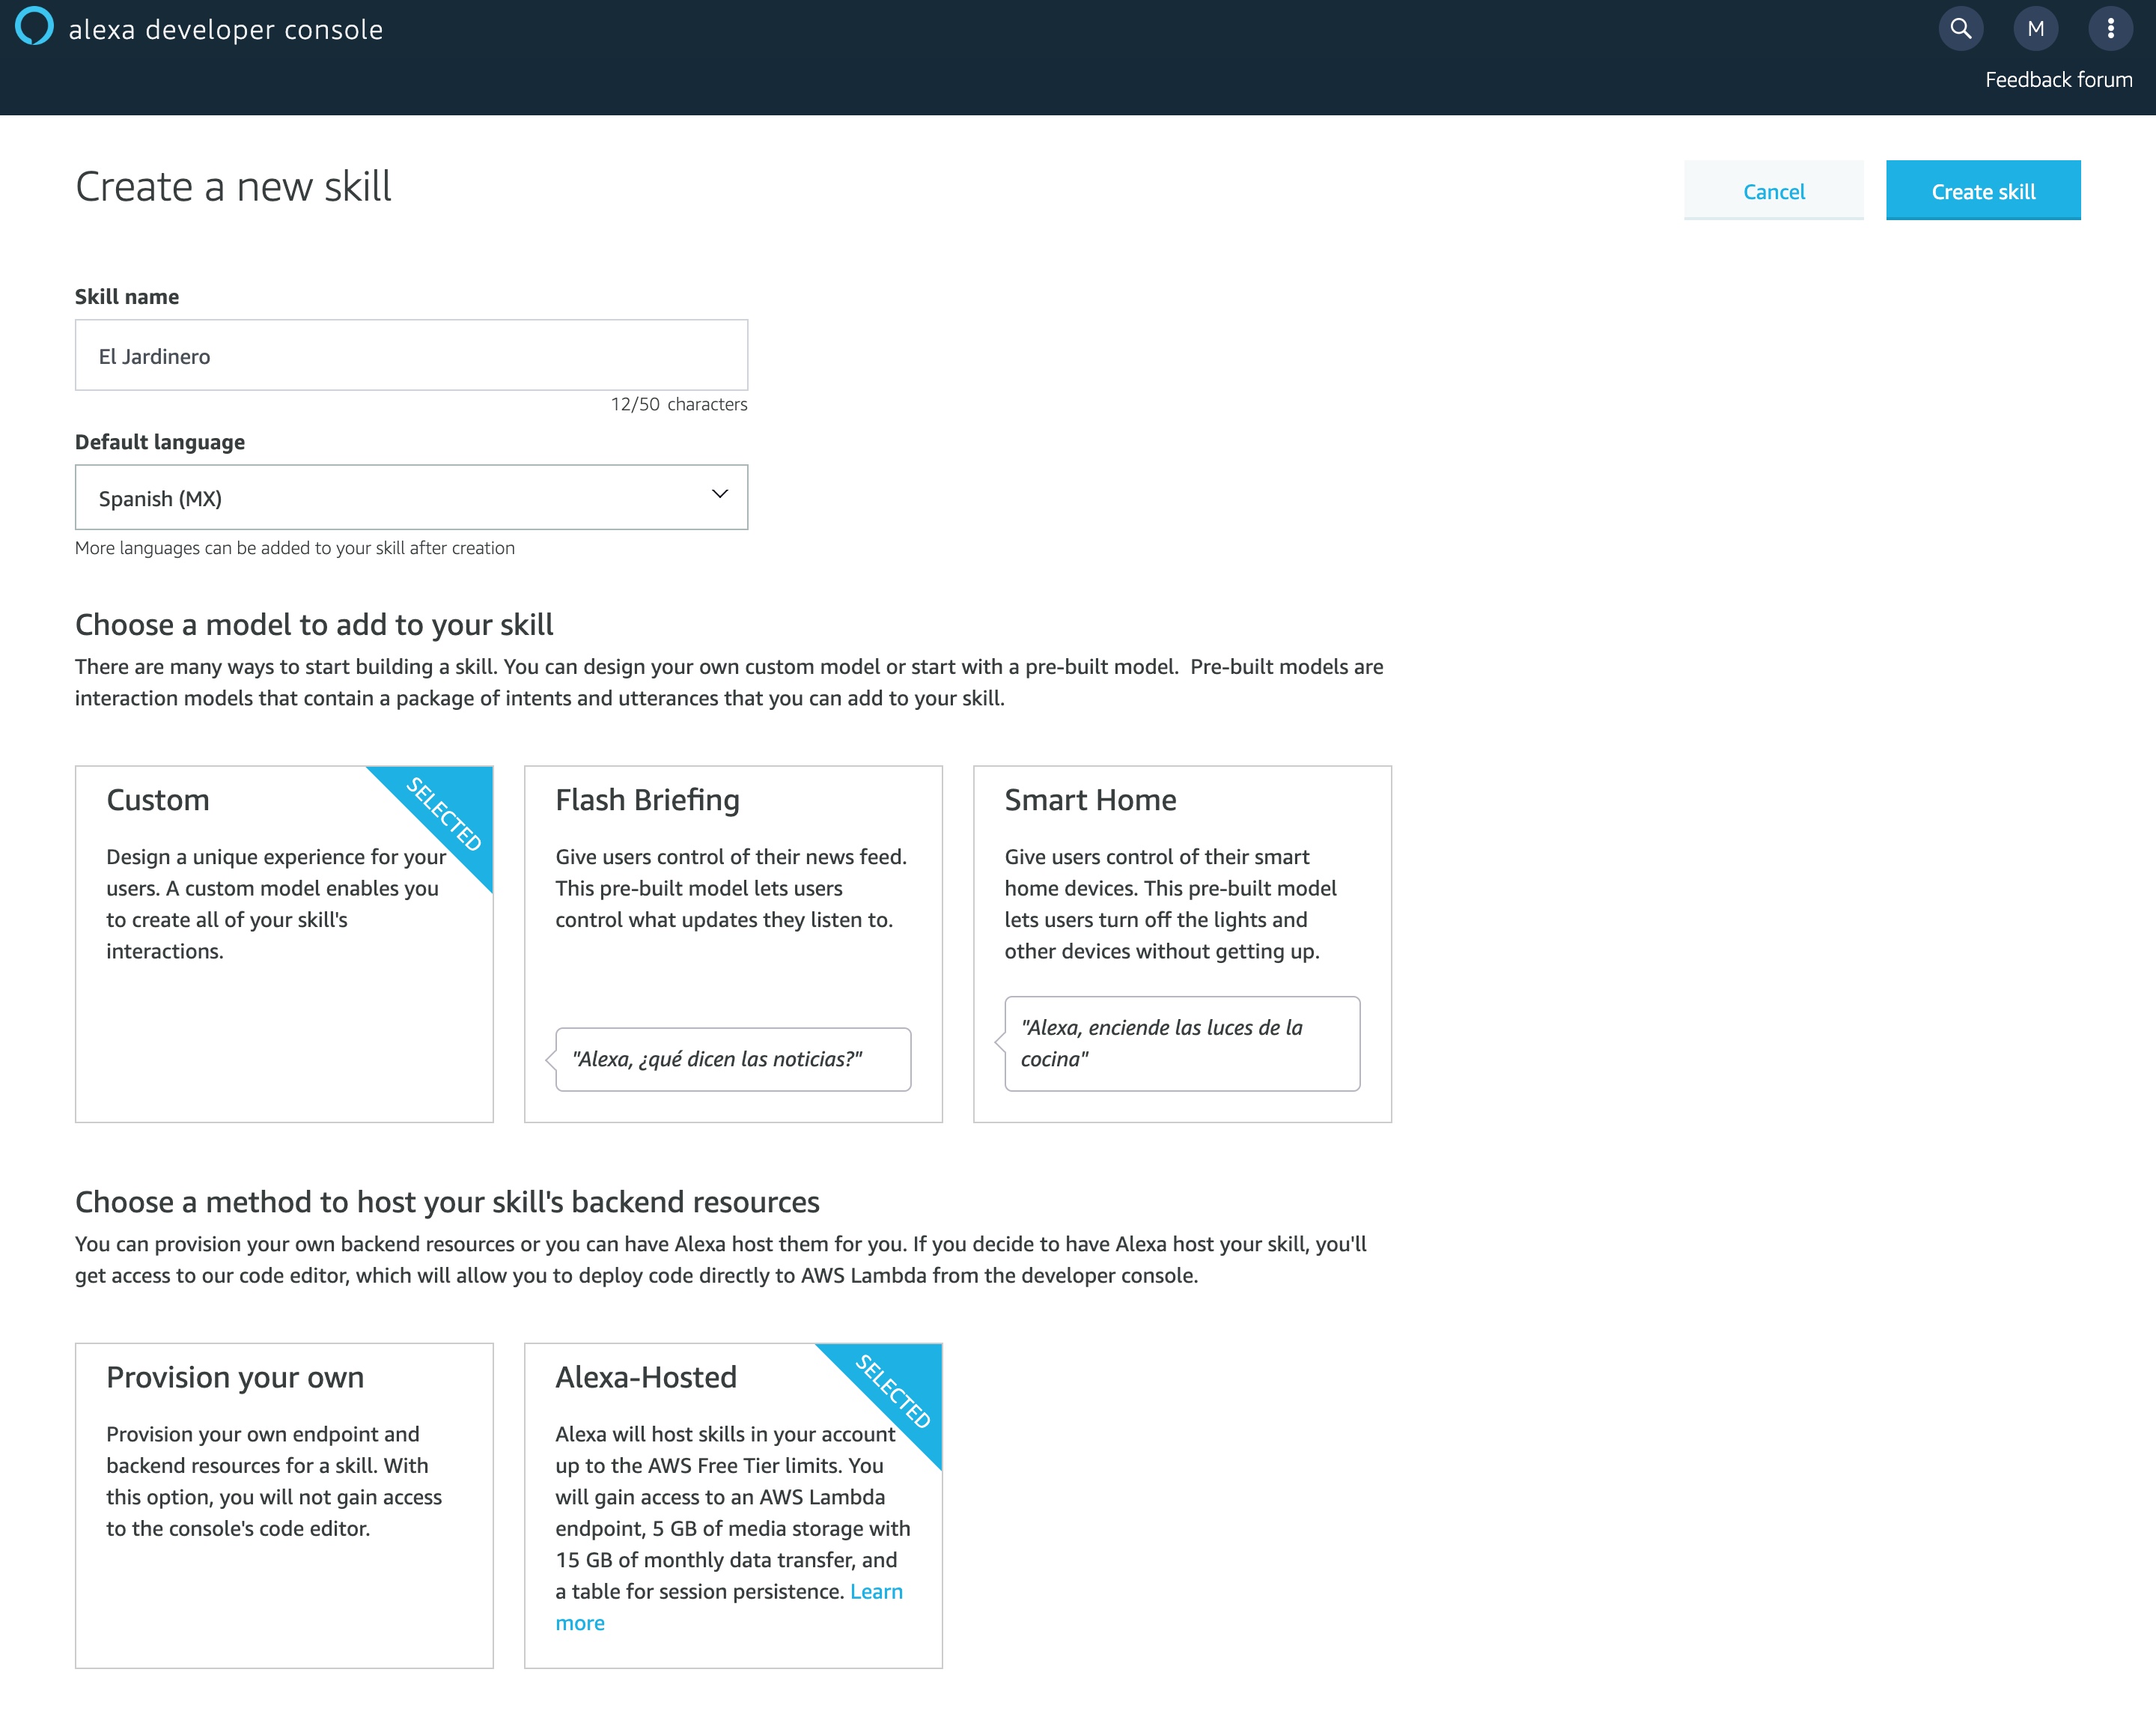 alexa developer console
M
Feedback forum
Create a new skill
Cancel
Create skill
Skill name
El Jardinero
12/50 characters
Default language
Spanish (MX)
More languages can be added to your skill after creation
Choose a model to add to your skill
There are many ways to start building a skill. You can design your own custom model or start with a pre-built model. Pre-built models are
interaction models that contain a package of intents and utterances that you can add to your skill.
Custom
SELECTED
Design a unique experience for your
users. A custom model enables you
to create all of your skill's
interactions.
Flash Briefing
Give users control of their news feed.
This pre-built model lets users
control what updates they listen to.
"Alexa, ¿qué dicen las noticias?"
Smart Home
Give users control of their smart
home devices. This pre-built model
lets users turn off the lights and
other devices without getting up.
"Alexa, enciende las luces de la
cocina"
Choose a method to host your skill's backend resources
You can provision your own backend resources or you can have Alexa host them for you. If you decide to have Alexa host your skill, you'll
get access to our code editor, which will allow you to deploy code directly to AWS Lambda from the developer console.
Provision your own
Provision your own endpoint and
backend resources for a skill. With
this option, you will not gain access
to the console's code editor.
Alexa-Hosted
SELECTED
Alexa will host skills in your account
up to the AWS Free Tier limits. You
will gain access to an AWS Lambda
endpoint, 5 GB of media storage with
15 GB of monthly data transfer, and
a table for session persistence. Learn
more